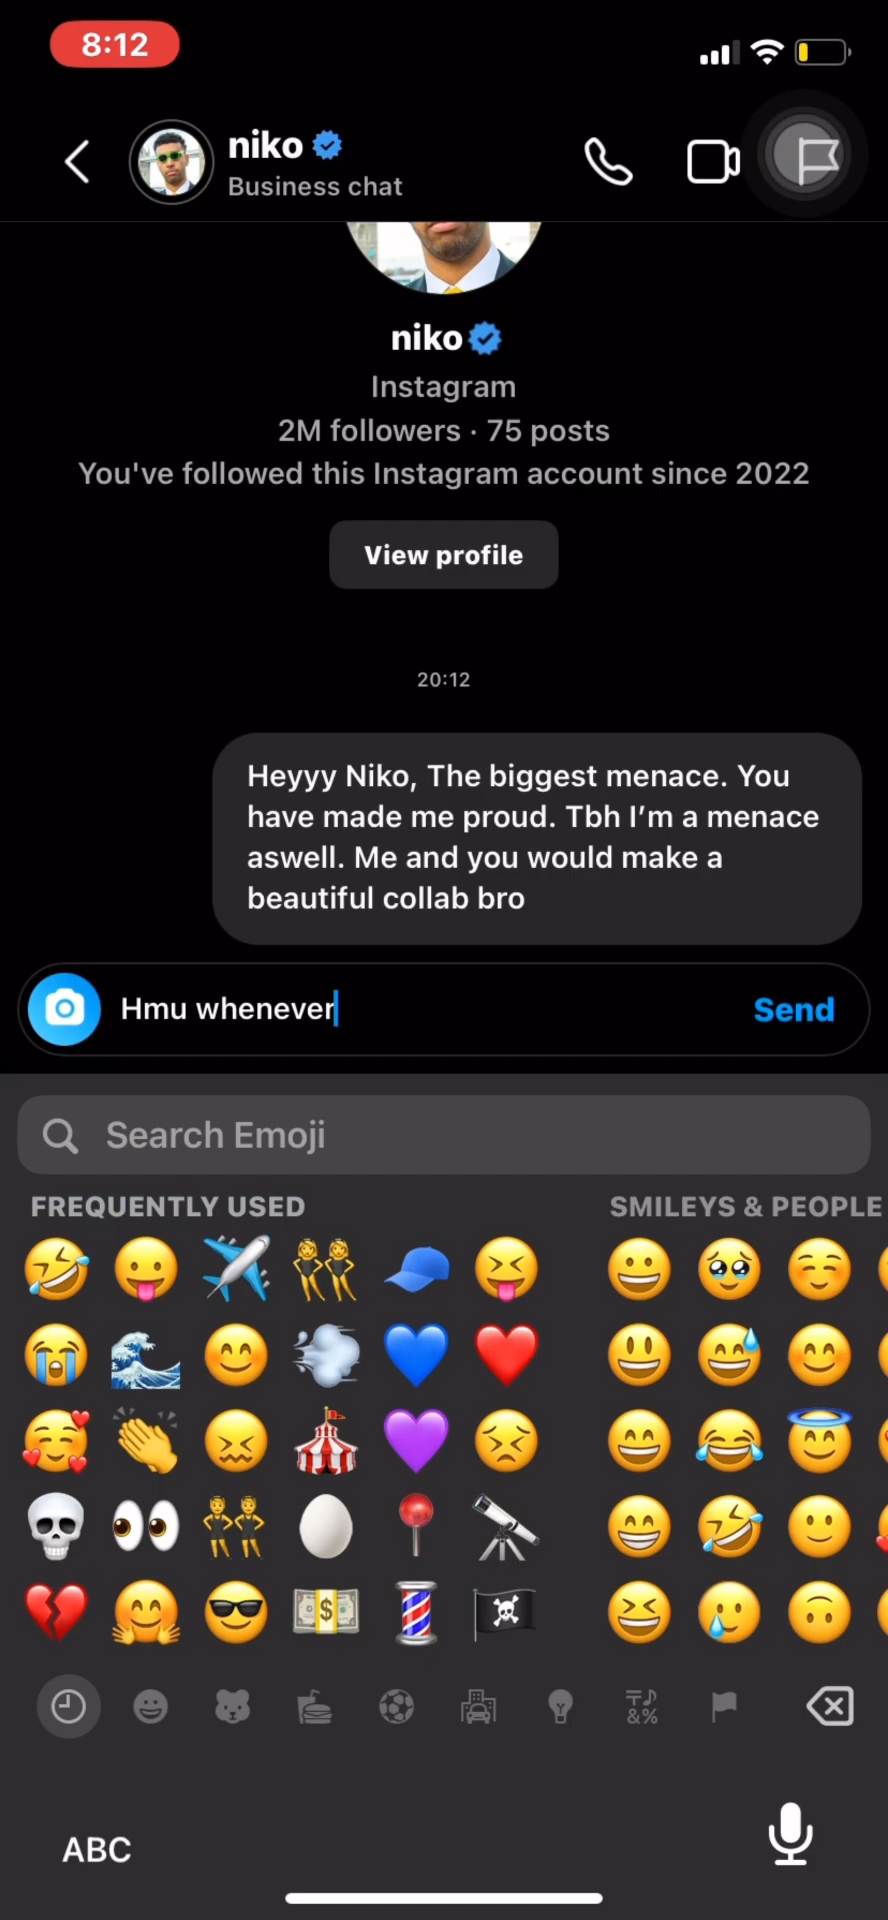 8:12
niko
Business chat
niko
Instagram
2M followers · 75 posts
You've followed this Instagram account since 2022
View profile
20:12
Heyyy Niko, The biggest menace. You
have made me proud. Tbh I’m a menace
aswell. Me and you would make a
beautiful collab bro
Hmu whenever
Send
Search Emoji
FREQUENTLY USED
SMILEYS & PEOPLE
ABC